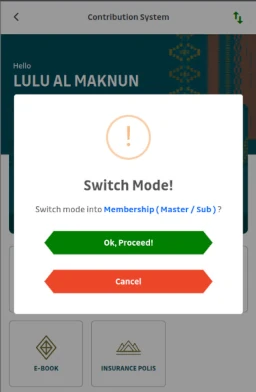 Contribution System
Hello
LULU AL MAKNUN
!
Switch Mode!
Switch mode into Membership ( Master / Sub ) ?
Ok, Proceed!
Cancel
E-BOOK
INSURANCE POLIS